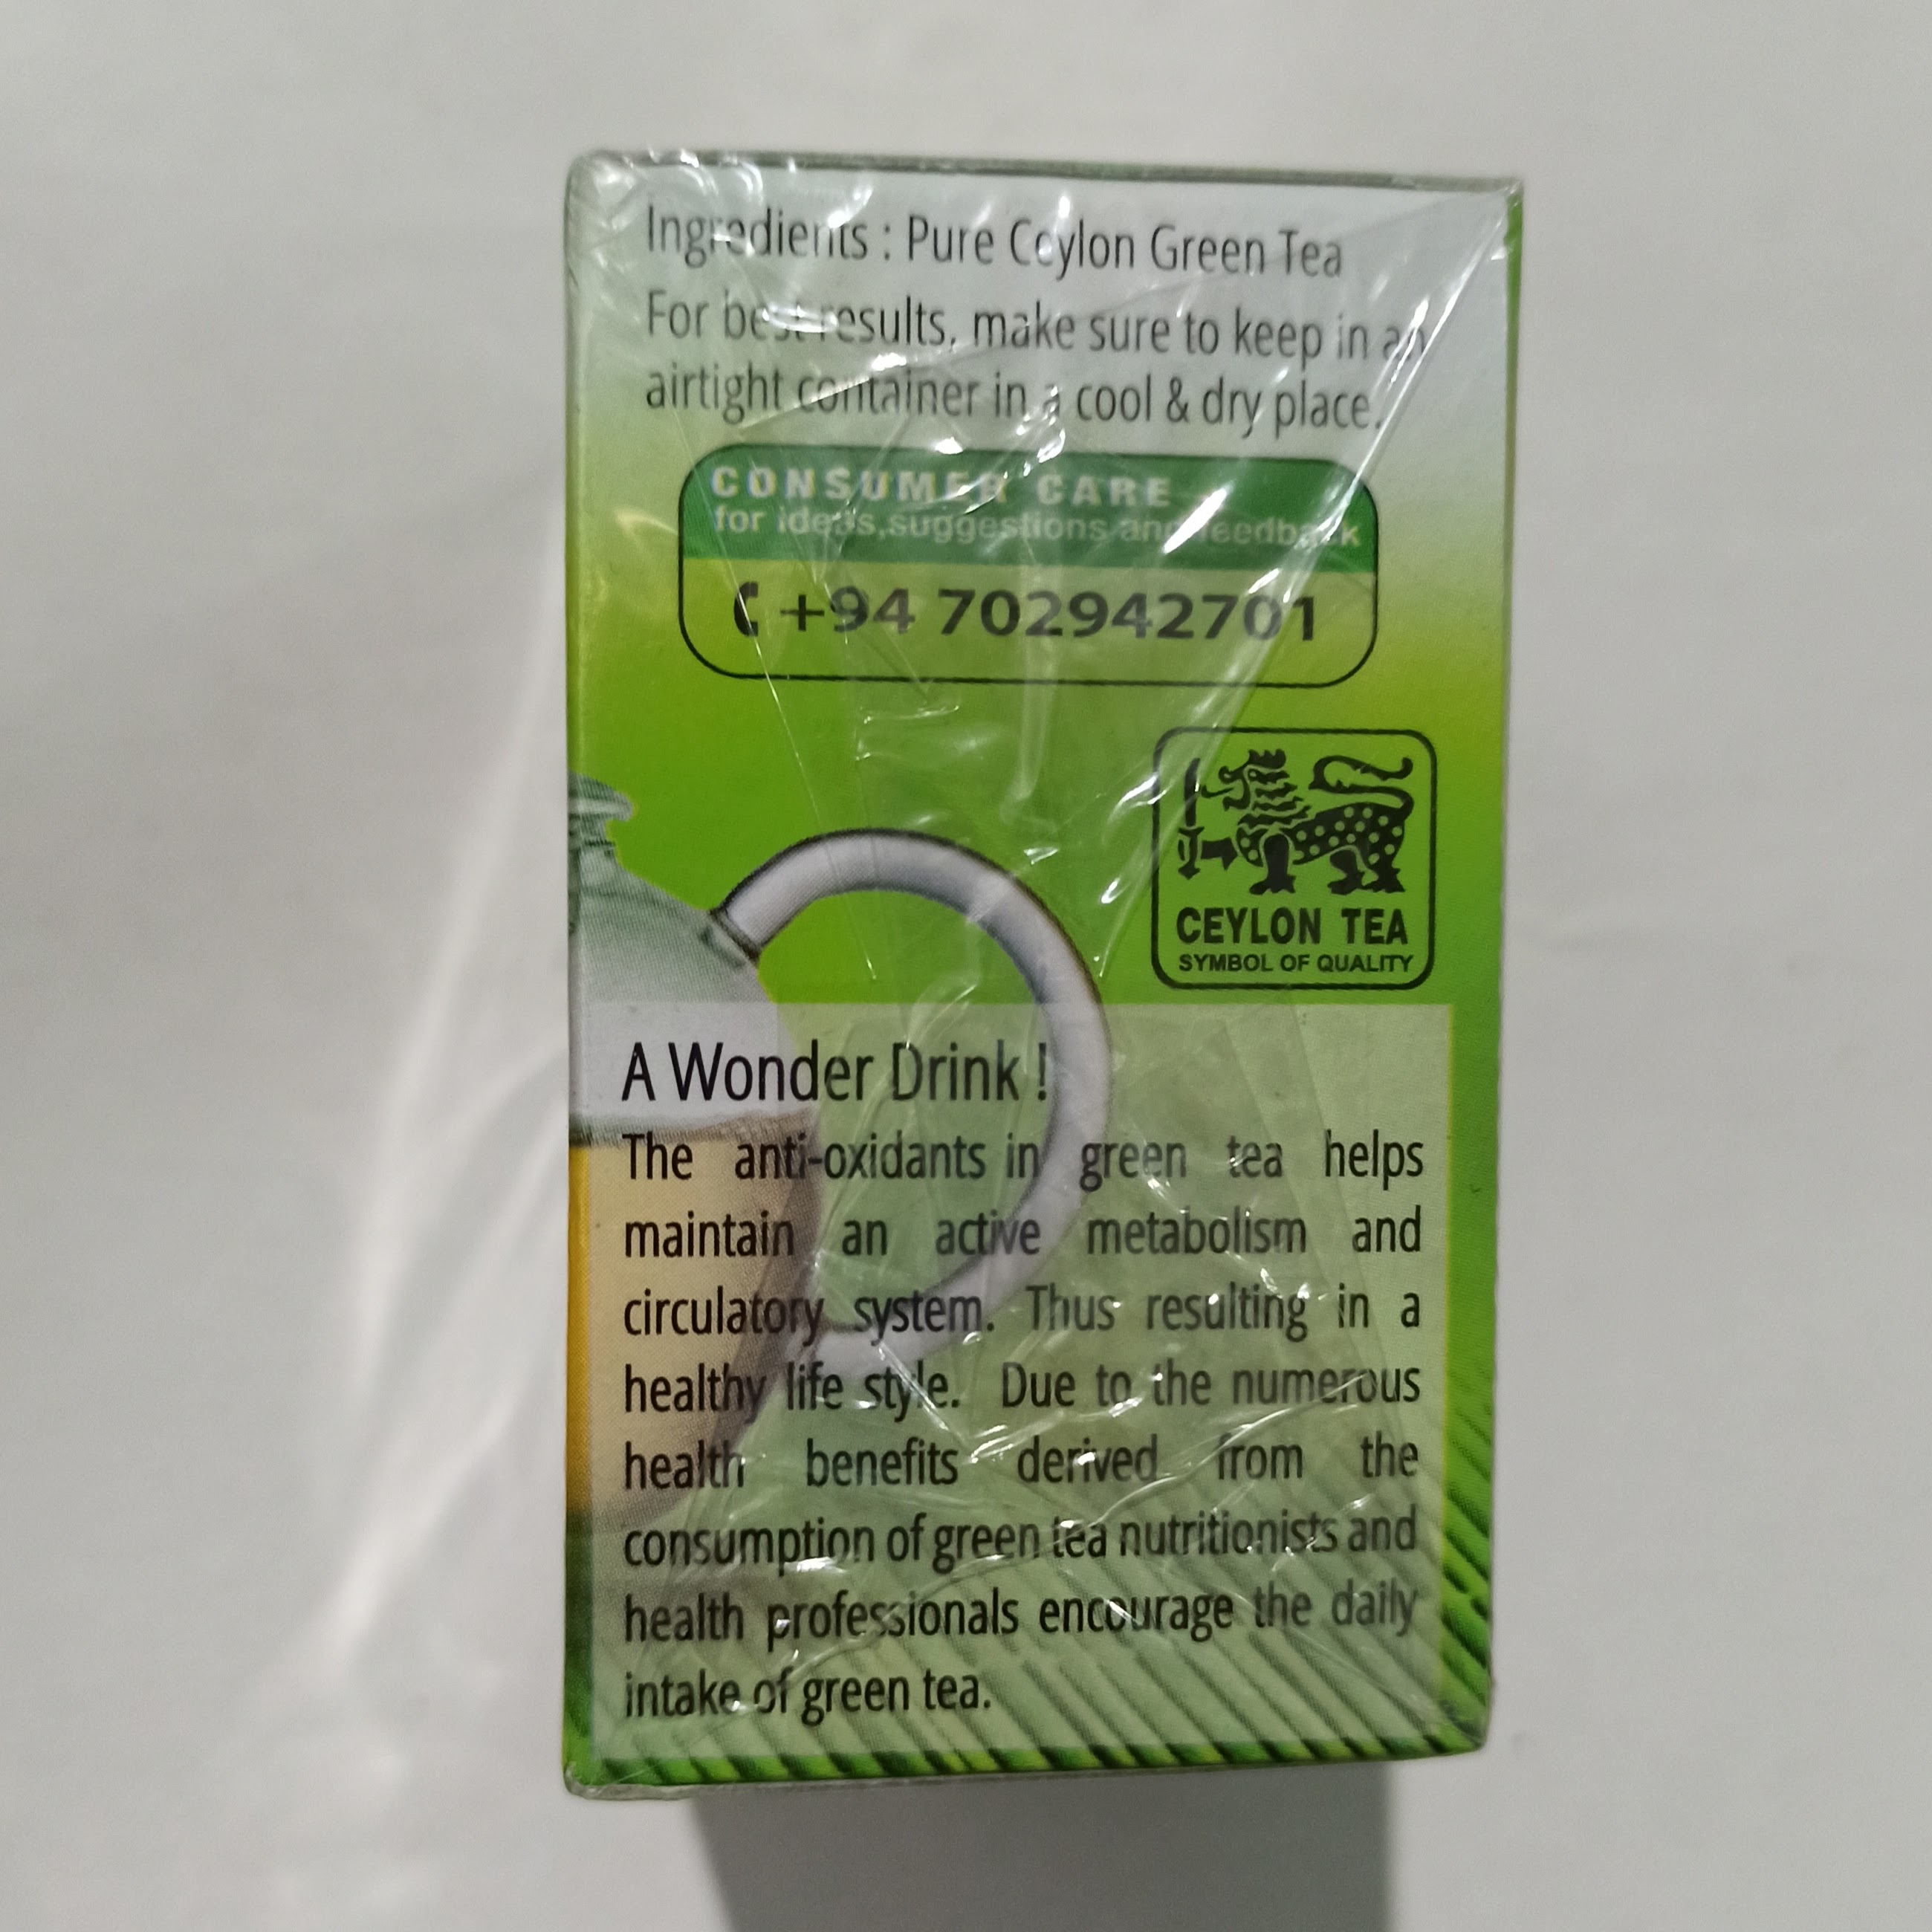 Ingredients : Pure Ceylon Green Tea
For best results, make sure to keep in an
airtight container in a cool & dry place.
CONSUMER CARE
for ideas,suggestions and feedback
+94 702942701
CEYLON TEA
SYMBOL OF QUALITY
A Wonder Drink !
The anti-oxidants in green tea helps
maintain an active metabolism and
circulatory system. Thus resulting in a
healthy life style. Due to the numerous
health benefits derived from the
consumption of green tea nutritionists and
health professionals encourage the daily
intake of green tea.